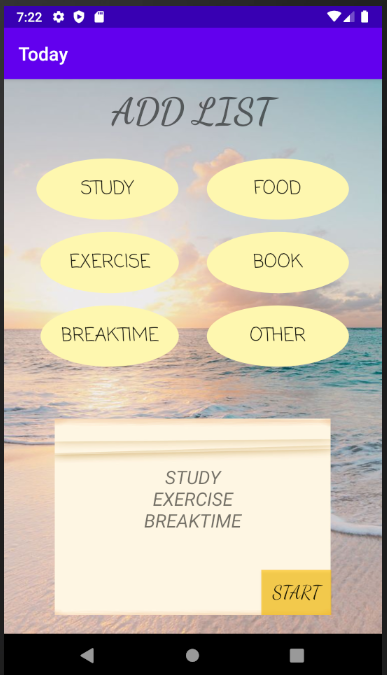 7:22
Today
ADD LIST
STUDY FOOD
EXERCISE BOOK
BREAKTIME OTHER
STUDY
EXERCISE
BREAKTIME
START